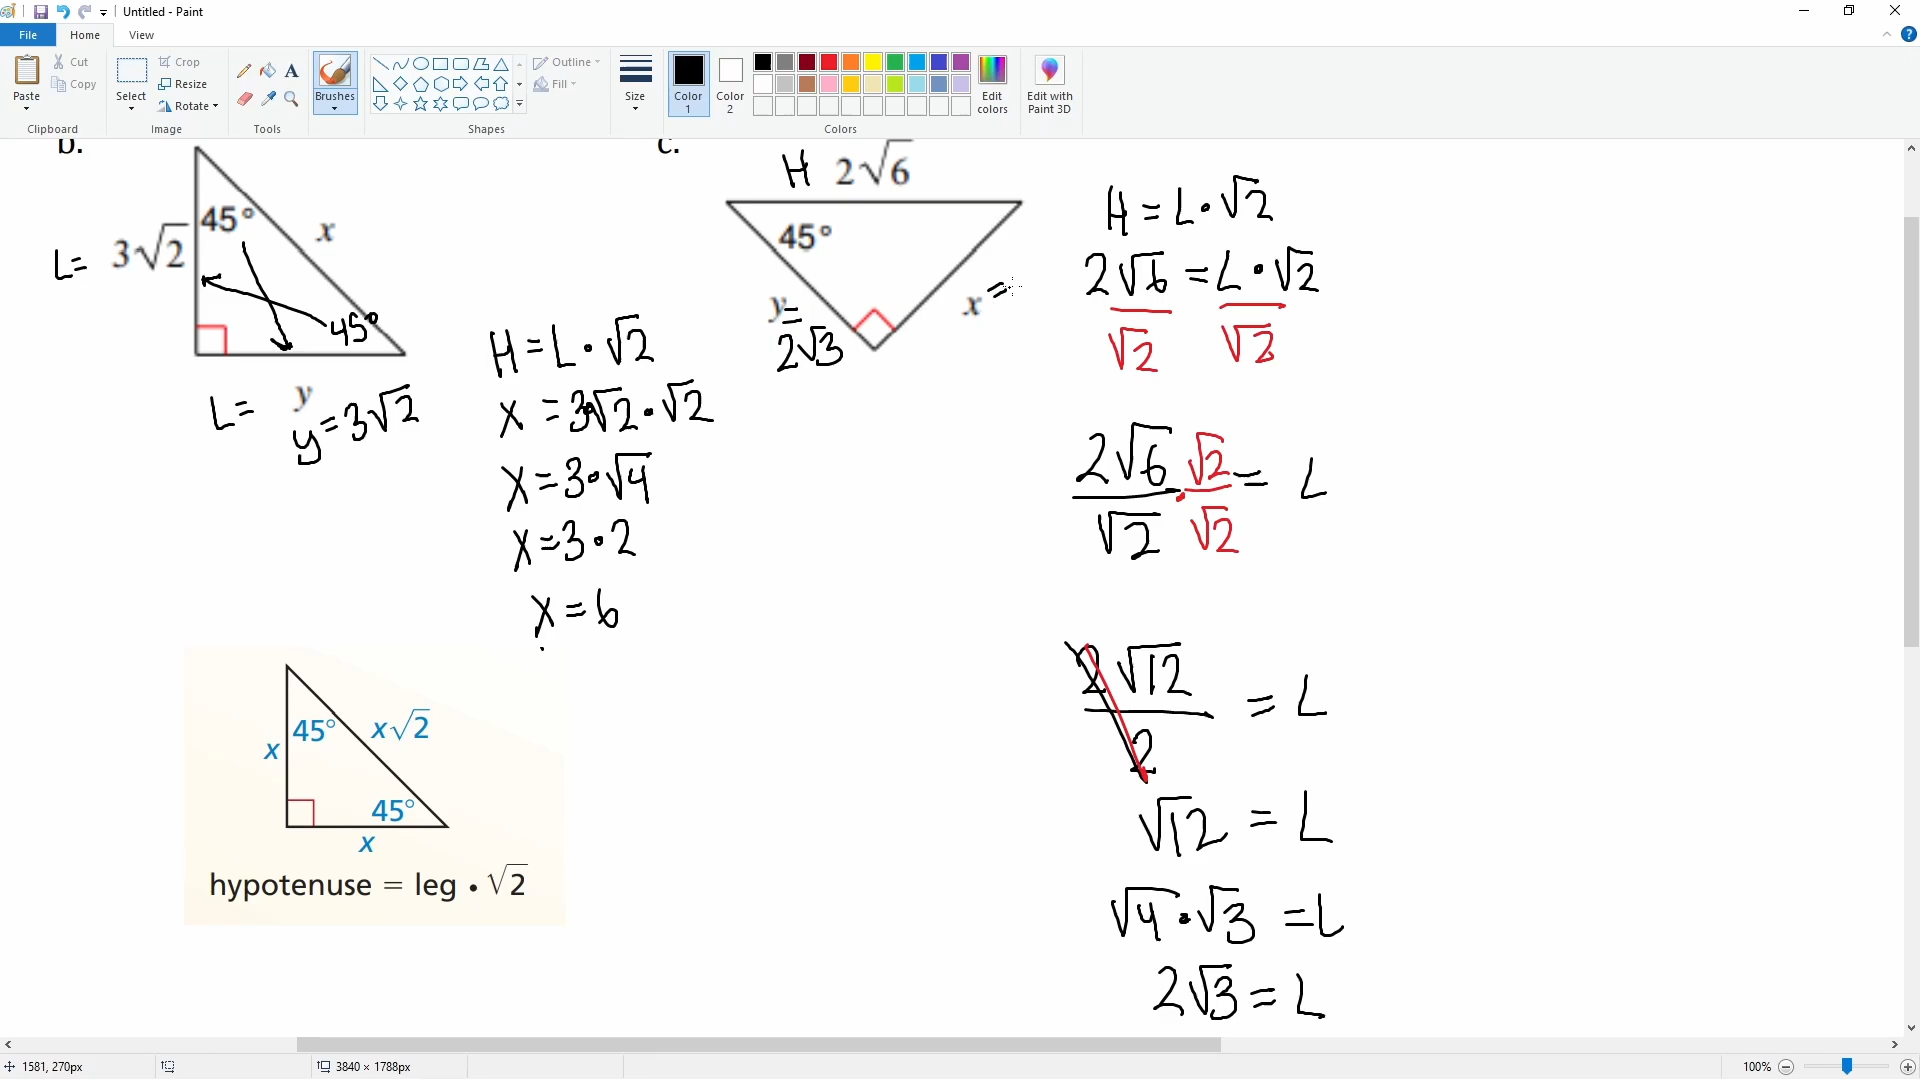 Untitled - Paint
File Home View
Paste
Cut
Copy
Clipboard
Select
Crop
Resize
Rotate
Image
Tools
Brushes
Shapes
Outline
Fill
Size
Color 1
Color 2
Edit colors
Colors
Edit with Paint 3D
b.
45°
L= 3√2
x
45°
L= y
y=3√2
H=L·√2
x=3·√2·√2
x=3·√4
x=3·2
x=6
c.
H 2√6
45°
y=
2√3
x=
H=L·√2
2√6=L·√2
√2 √2
2√6·√2=L
√2 √2
2√12=L
2
√12=L
√4·√3=L
2√3=L
45°
x√2
x
45°
x
hypotenuse = leg · √2
1581, 270px
3840 × 1788px
100%